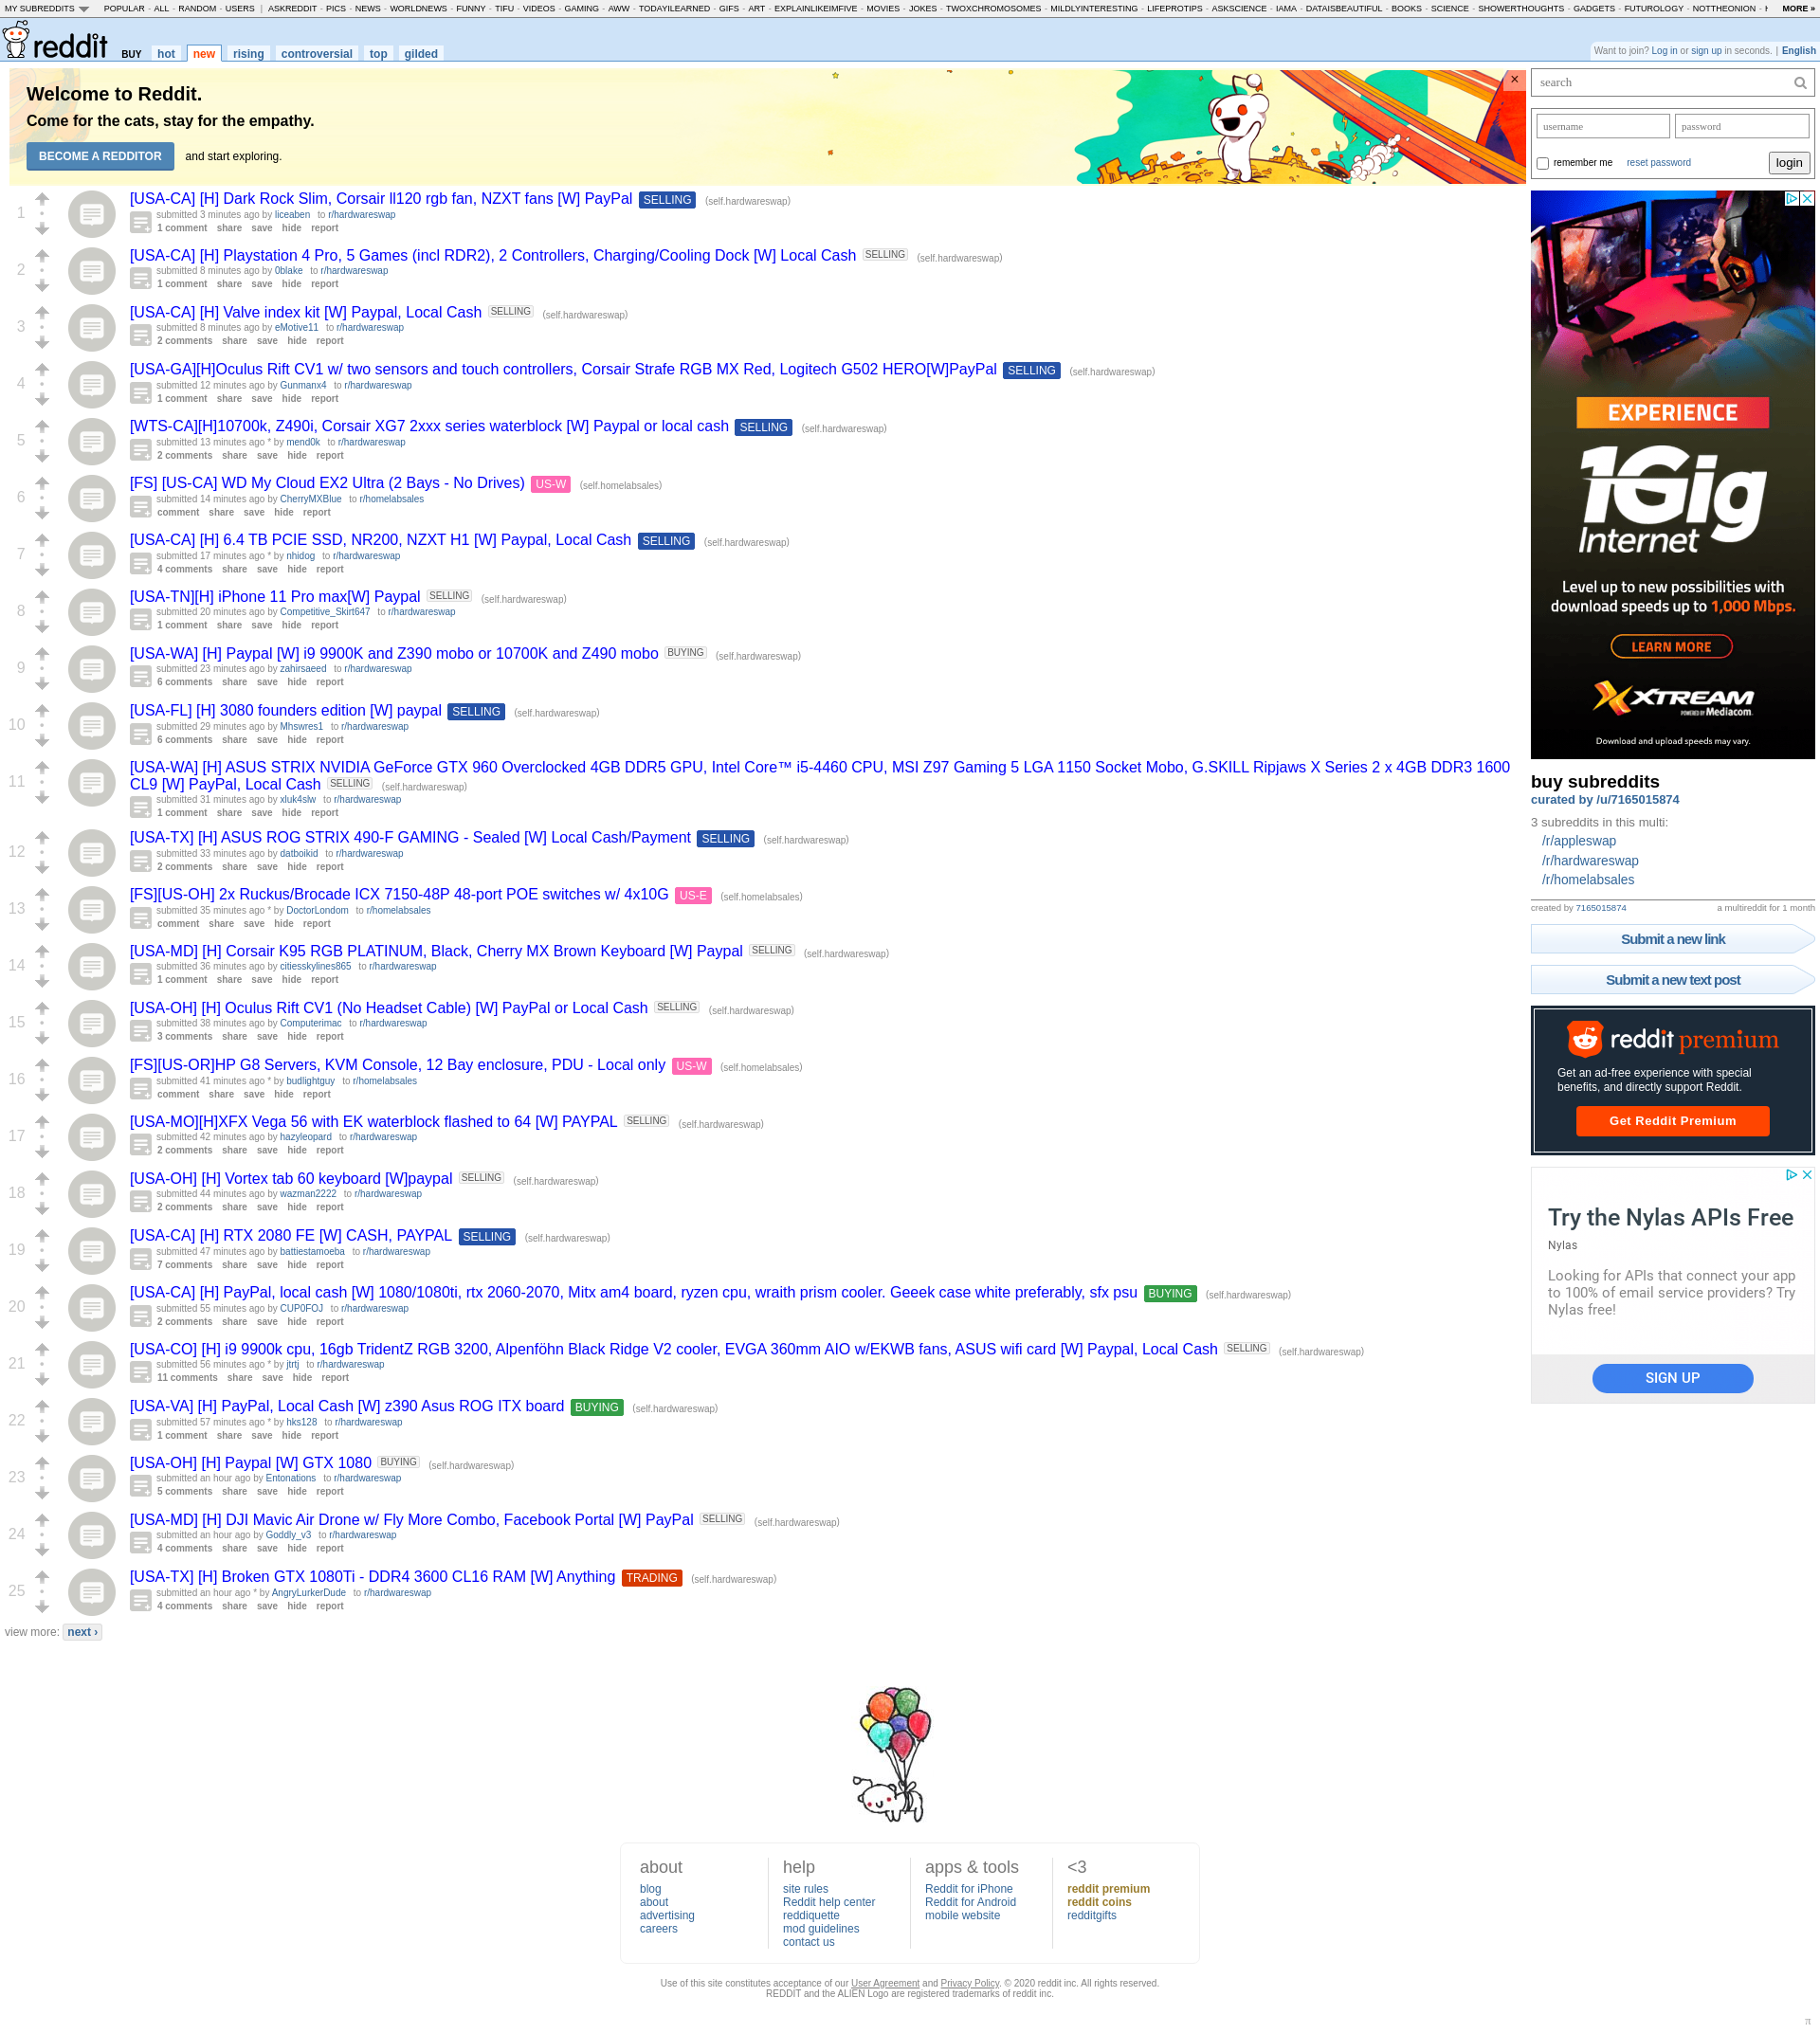 MY SUBREDDITS POPULAR - ALL - RANDOM - USERS | ASKREDDIT - PICS - NEWS - WORLDNEWS - FUNNY - TIFU - VIDEOS - GAMING - AWW - TODAYILEARNED - GIFS - ART - EXPLAINLIKEIMFIVE - MOVIES - JOKES - TWOXCHROMOSOMES - MILDLYINTERESTING - LIFEPROTIPS - ASKSCIENCE - IAMA - DATAISBEAUTIFUL - BOOKS - SCIENCE - SHOWERTHOUGHTS - GADGETS - FUTUROLOGY - NOTTHEONION - MORE »
reddit BUY hot new rising controversial top gilded
Want to join? Log in or sign up in seconds. | English
Welcome to Reddit.
Come for the cats, stay for the empathy.
BECOME A REDDITOR and start exploring.
×
1
[USA-CA] [H] Dark Rock Slim, Corsair ll120 rgb fan, NZXT fans [W] PayPal SELLING (self.hardwareswap)
submitted 3 minutes ago by liceaben to r/hardwareswap
1 comment share save hide report
2
[USA-CA] [H] Playstation 4 Pro, 5 Games (incl RDR2), 2 Controllers, Charging/Cooling Dock [W] Local Cash SELLING (self.hardwareswap)
submitted 8 minutes ago by 0blake to r/hardwareswap
1 comment share save hide report
3
[USA-CA] [H] Valve index kit [W] Paypal, Local Cash SELLING (self.hardwareswap)
submitted 8 minutes ago by eMotive11 to r/hardwareswap
2 comments share save hide report
4
[USA-GA][H]Oculus Rift CV1 w/ two sensors and touch controllers, Corsair Strafe RGB MX Red, Logitech G502 HERO[W]PayPal SELLING (self.hardwareswap)
submitted 12 minutes ago by Gunmanx4 to r/hardwareswap
1 comment share save hide report
5
[WTS-CA][H]10700k, Z490i, Corsair XG7 2xxx series waterblock [W] Paypal or local cash SELLING (self.hardwareswap)
submitted 13 minutes ago * by mend0k to r/hardwareswap
2 comments share save hide report
6
[FS] [US-CA] WD My Cloud EX2 Ultra (2 Bays - No Drives) US-W (self.homelabsales)
submitted 14 minutes ago by CherryMXBlue to r/homelabsales
comment share save hide report
7
[USA-CA] [H] 6.4 TB PCIE SSD, NR200, NZXT H1 [W] Paypal, Local Cash SELLING (self.hardwareswap)
submitted 17 minutes ago * by nhidog to r/hardwareswap
4 comments share save hide report
8
[USA-TN][H] iPhone 11 Pro max[W] Paypal SELLING (self.hardwareswap)
submitted 20 minutes ago by Competitive_Skirt647 to r/hardwareswap
1 comment share save hide report
9
[USA-WA] [H] Paypal [W] i9 9900K and Z390 mobo or 10700K and Z490 mobo BUYING (self.hardwareswap)
submitted 23 minutes ago by zahirsaeed to r/hardwareswap
6 comments share save hide report
10
[USA-FL] [H] 3080 founders edition [W] paypal SELLING (self.hardwareswap)
submitted 29 minutes ago by Mhswres1 to r/hardwareswap
6 comments share save hide report
11
[USA-WA] [H] ASUS STRIX NVIDIA GeForce GTX 960 Overclocked 4GB DDR5 GPU, Intel Core™ i5-4460 CPU, MSI Z97 Gaming 5 LGA 1150 Socket Mobo, G.SKILL Ripjaws X Series 2 x 4GB DDR3 1600
CL9 [W] PayPal, Local Cash SELLING (self.hardwareswap)
submitted 31 minutes ago by xluk4slw to r/hardwareswap
1 comment share save hide report
12
[USA-TX] [H] ASUS ROG STRIX 490-F GAMING - Sealed [W] Local Cash/Payment SELLING (self.hardwareswap)
submitted 33 minutes ago by datboikid to r/hardwareswap
2 comments share save hide report
13
[FS][US-OH] 2x Ruckus/Brocade ICX 7150-48P 48-port POE switches w/ 4x10G US-E (self.homelabsales)
submitted 35 minutes ago * by DoctorLondom to r/homelabsales
comment share save hide report
14
[USA-MD] [H] Corsair K95 RGB PLATINUM, Black, Cherry MX Brown Keyboard [W] Paypal SELLING (self.hardwareswap)
submitted 36 minutes ago by citiesskylines865 to r/hardwareswap
1 comment share save hide report
15
[USA-OH] [H] Oculus Rift CV1 (No Headset Cable) [W] PayPal or Local Cash SELLING (self.hardwareswap)
submitted 38 minutes ago by Computerimac to r/hardwareswap
3 comments share save hide report
16
[FS][US-OR]HP G8 Servers, KVM Console, 12 Bay enclosure, PDU - Local only US-W (self.homelabsales)
submitted 41 minutes ago * by budlightguy to r/homelabsales
comment share save hide report
17
[USA-MO][H]XFX Vega 56 with EK waterblock flashed to 64 [W] PAYPAL SELLING (self.hardwareswap)
submitted 42 minutes ago by hazyleopard to r/hardwareswap
2 comments share save hide report
18
[USA-OH] [H] Vortex tab 60 keyboard [W]paypal SELLING (self.hardwareswap)
submitted 44 minutes ago by wazman2222 to r/hardwareswap
2 comments share save hide report
19
[USA-CA] [H] RTX 2080 FE [W] CASH, PAYPAL SELLING (self.hardwareswap)
submitted 47 minutes ago by battiestamoeba to r/hardwareswap
7 comments share save hide report
20
[USA-CA] [H] PayPal, local cash [W] 1080/1080ti, rtx 2060-2070, Mitx am4 board, ryzen cpu, wraith prism cooler. Geeek case white preferably, sfx psu BUYING (self.hardwareswap)
submitted 55 minutes ago by CUP0FOJ to r/hardwareswap
2 comments share save hide report
21
[USA-CO] [H] i9 9900k cpu, 16gb TridentZ RGB 3200, Alpenföhn Black Ridge V2 cooler, EVGA 360mm AIO w/EKWB fans, ASUS wifi card [W] Paypal, Local Cash SELLING (self.hardwareswap)
submitted 56 minutes ago * by jtrtj to r/hardwareswap
11 comments share save hide report
22
[USA-VA] [H] PayPal, Local Cash [W] z390 Asus ROG ITX board BUYING (self.hardwareswap)
submitted 57 minutes ago * by hks128 to r/hardwareswap
1 comment share save hide report
23
[USA-OH] [H] Paypal [W] GTX 1080 BUYING (self.hardwareswap)
submitted an hour ago by Entonations to r/hardwareswap
5 comments share save hide report
24
[USA-MD] [H] DJI Mavic Air Drone w/ Fly More Combo, Facebook Portal [W] PayPal SELLING (self.hardwareswap)
submitted an hour ago by Goddly_v3 to r/hardwareswap
4 comments share save hide report
25
[USA-TX] [H] Broken GTX 1080Ti - DDR4 3600 CL16 RAM [W] Anything TRADING (self.hardwareswap)
submitted an hour ago * by AngryLurkerDude to r/hardwareswap
4 comments share save hide report
view more: next ›
search
username password
remember me reset password login
EXPERIENCE
1Gig
Internet
Level up to new possibilities with
download speeds up to 1,000 Mbps.
LEARN MORE
XTREAM
POWERED BY Mediacom
Download and upload speeds may vary.
buy subreddits
curated by /u/7165015874
3 subreddits in this multi:
/r/appleswap
/r/hardwareswap
/r/homelabsales
created by 7165015874 a multireddit for 1 month
Submit a new link
Submit a new text post
reddit premium
Get an ad-free experience with special
benefits, and directly support Reddit.
Get Reddit Premium
Try the Nylas APIs Free
Nylas
Looking for APIs that connect your app
to 100% of email service providers? Try
Nylas free!
SIGN UP
about
blog
about
advertising
careers
help
site rules
Reddit help center
reddiquette
mod guidelines
contact us
apps & tools
Reddit for iPhone
Reddit for Android
mobile website
<3
reddit premium
reddit coins
redditgifts
Use of this site constitutes acceptance of our User Agreement and Privacy Policy. © 2020 reddit inc. All rights reserved.
REDDIT and the ALIEN Logo are registered trademarks of reddit inc.
π